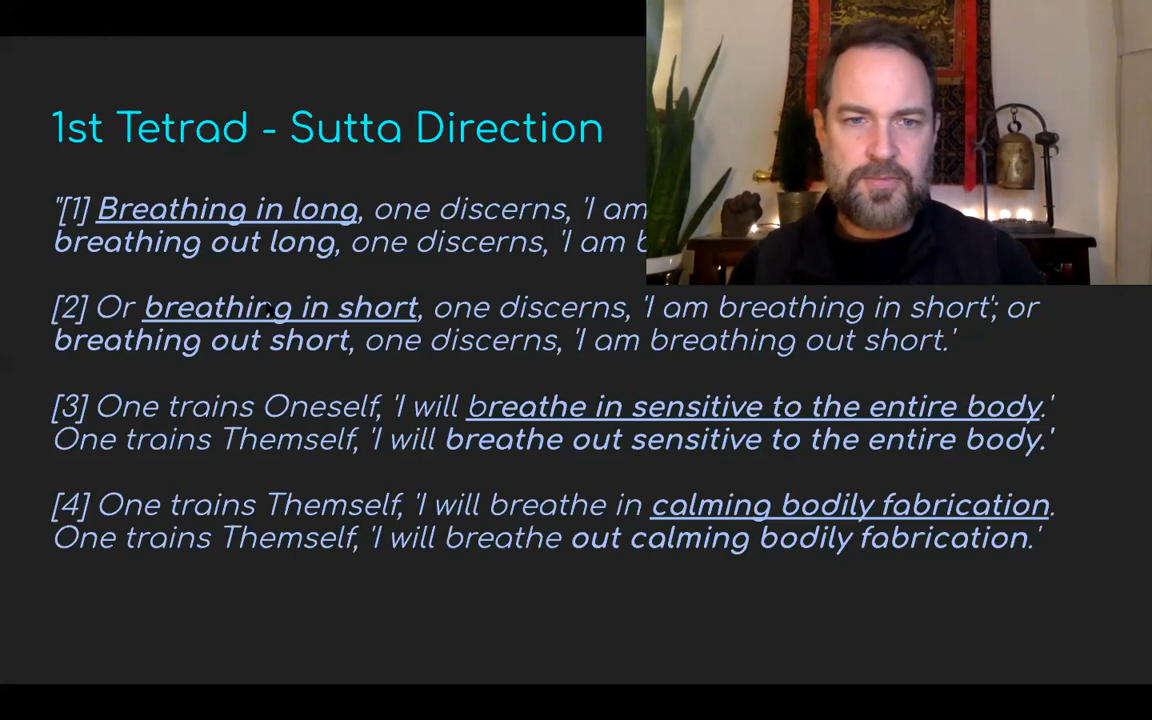 1st Tetrad - Sutta Direction
"[1] Breathing in long, one discerns, 'I am
breathing out long, one discerns, 'I am b
[2] Or breathing in short, one discerns, 'I am breathing in short'; or
breathing out short, one discerns, 'I am breathing out short.'
[3] One trains Oneself, 'I will breathe in sensitive to the entire body.'
One trains Themself, 'I will breathe out sensitive to the entire body.'
[4] One trains Themself, 'I will breathe in calming bodily fabrication.
One trains Themself, 'I will breathe out calming bodily fabrication.'